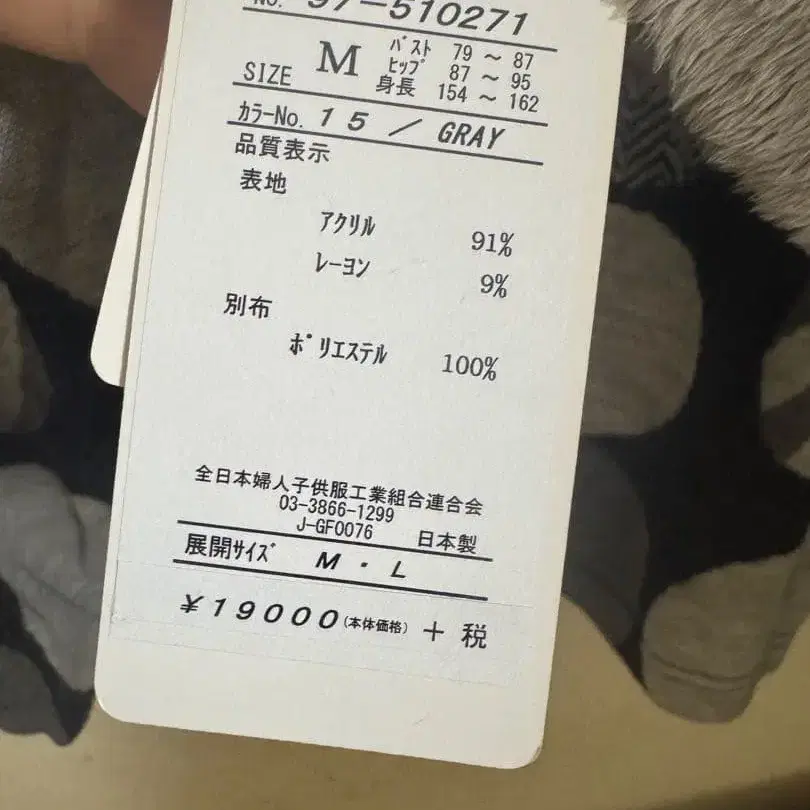 No. 97-510271
SIZE M
バスト 79 ～ 87
ヒップ 87 ～ 95
身長 154 ～ 162
カラーNo. 15 / GRAY
品質表示
表地
アクリル 91%
レーヨン 9%
別布
ポリエステル 100%
全日本婦人子供服工業組合連合会
03-3866-1299
J-GF0076 日本製
展開サイズ M・L
¥19000(本体価格) + 税